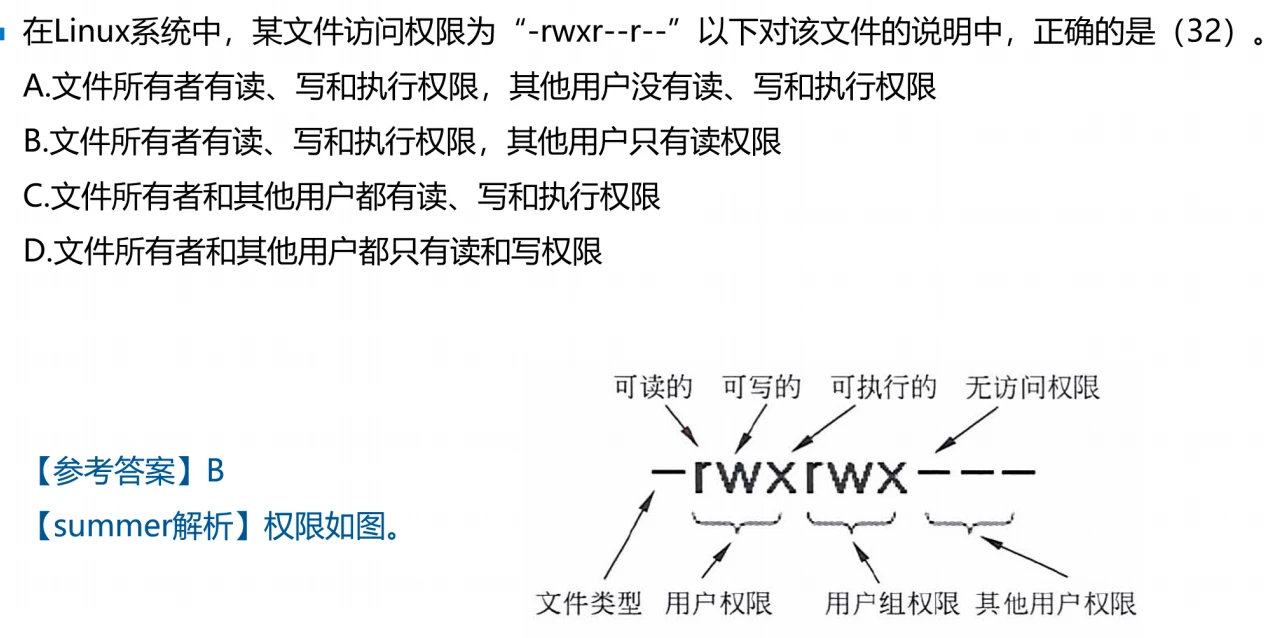 在Linux系统中，某文件访问权限为“-rwxr--r--”以下对该文件的说明中，正确的是（32）。
A.文件所有者有读、写和执行权限，其他用户没有读、写和执行权限
B.文件所有者有读、写和执行权限，其他用户只有读权限
C.文件所有者和其他用户都有读、写和执行权限
D.文件所有者和其他用户都只有读和写权限
可读的 可写的 可执行的 无访问权限
-rwxrwx---
【参考答案】B
【summer解析】权限如图。
文件类型 用户权限 用户组权限 其他用户权限